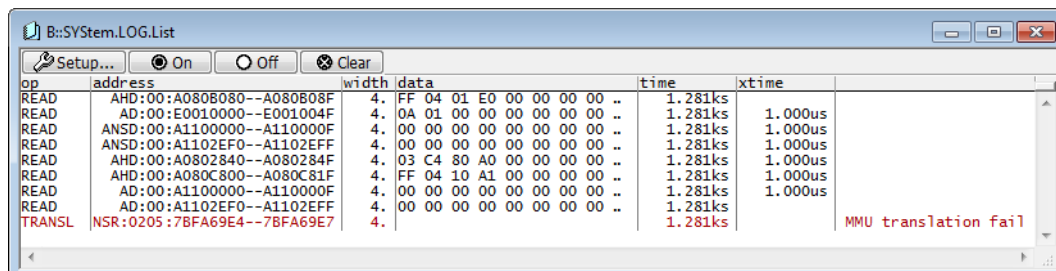 B::SYStem.LOG.List
Setup... On Off Clear
op address width data time xtime
READ AHD:00:A080B080--A080B08F 4. FF 04 01 E0 00 00 00 00 .. 1.281ks
READ AD:00:E0010000--E001004F 4. 0A 01 00 00 00 00 00 00 .. 1.281ks 1.000us
READ ANSD:00:A1100000--A110000F 4. 00 00 00 00 00 00 00 00 .. 1.281ks 1.000us
READ ANSD:00:A1102EF0--A1102EFF 4. 00 00 00 00 00 00 00 00 .. 1.281ks 1.000us
READ AHD:00:A0802840--A080284F 4. 03 C4 80 A0 00 00 00 00 .. 1.281ks 1.000us
READ AHD:00:A080C800--A080C81F 4. FF 04 10 A1 00 00 00 00 .. 1.281ks 1.000us
READ AD:00:A1100000--A110000F 4. 00 00 00 00 00 00 00 00 .. 1.281ks 1.000us
READ AD:00:A1102EF0--A1102EFF 4. 00 00 00 00 00 00 00 00 .. 1.281ks
TRANSL NSR:0205:7BFA69E4--7BFA69E7 4. 1.281ks MMU translation fail